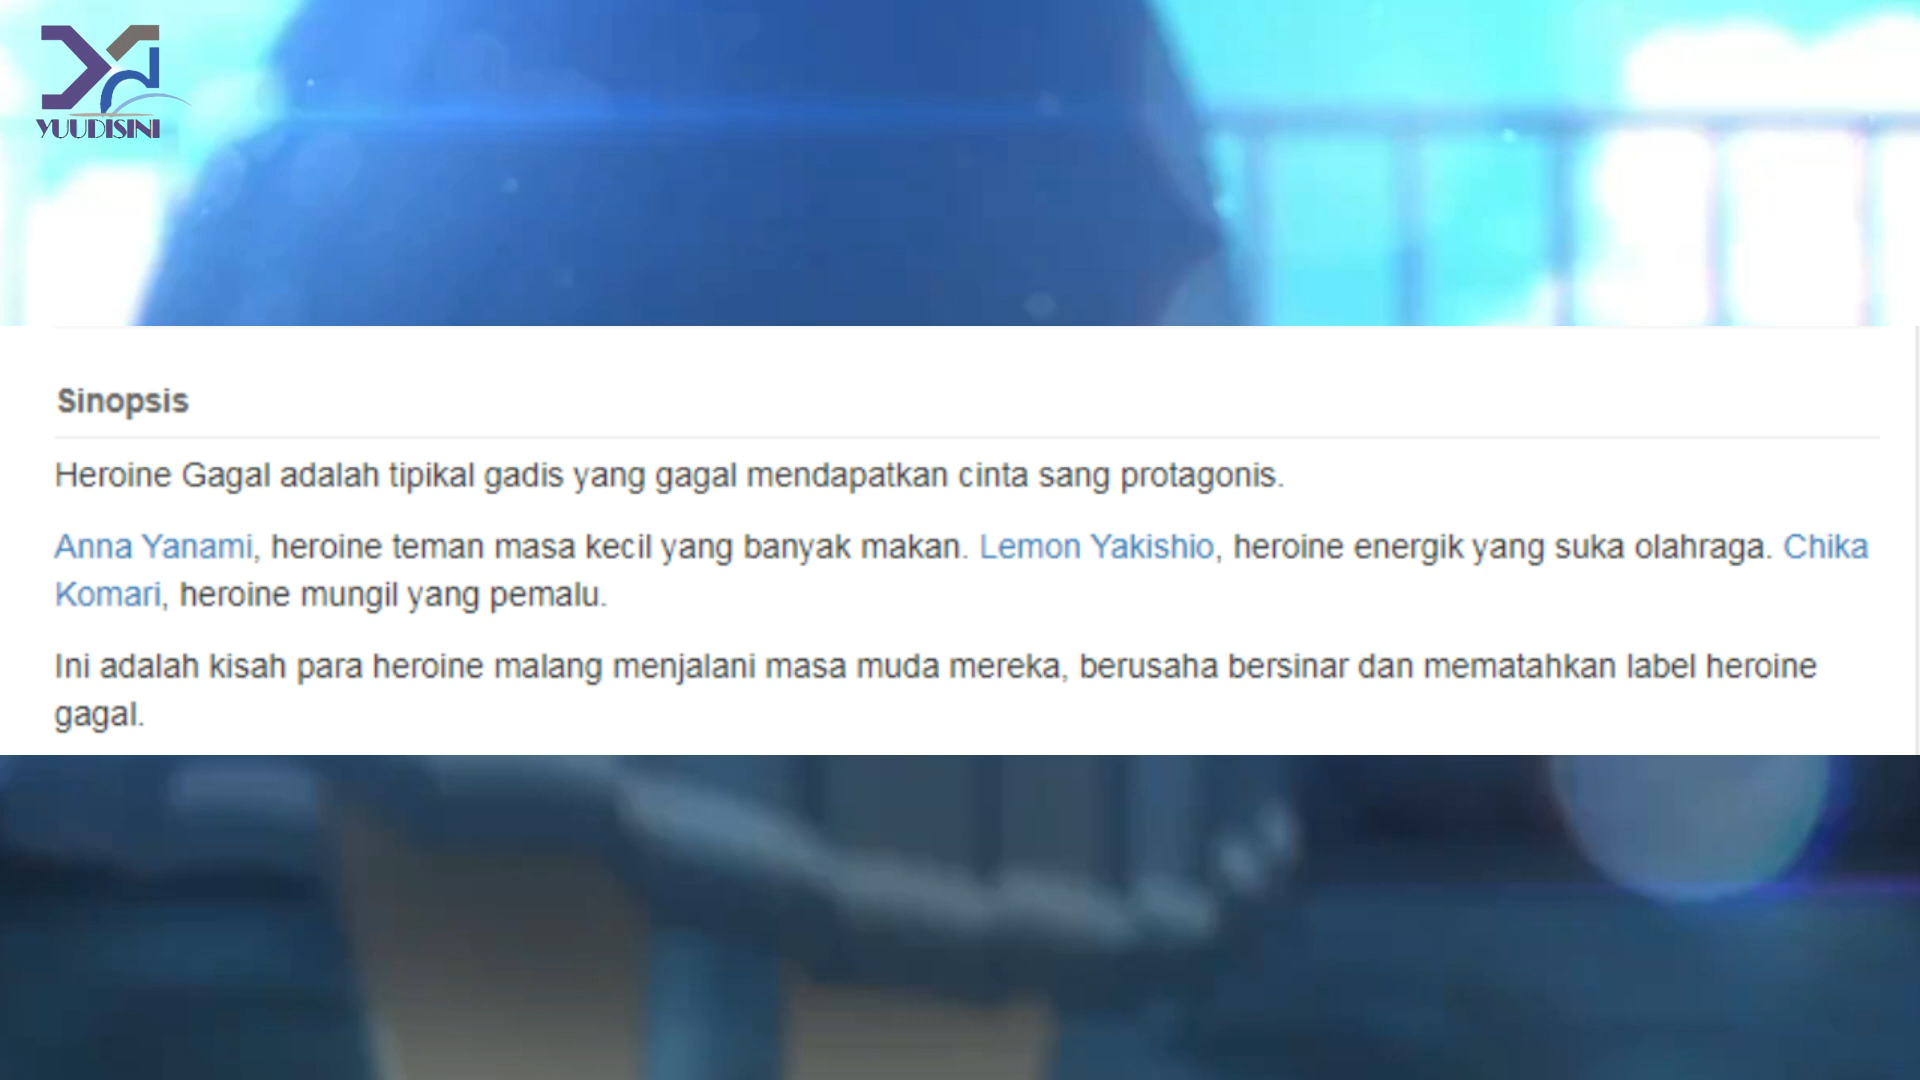 YUUDISINI
Sinopsis
Heroine Gagal adalah tipikal gadis yang gagal mendapatkan cinta sang protagonis.
Anna Yanami, heroine teman masa kecil yang banyak makan. Lemon Yakishio, heroine energik yang suka olahraga. Chika
Komari, heroine mungil yang pemalu.
Ini adalah kisah para heroine malang menjalani masa muda mereka, berusaha bersinar dan mematahkan label heroine
gagal.